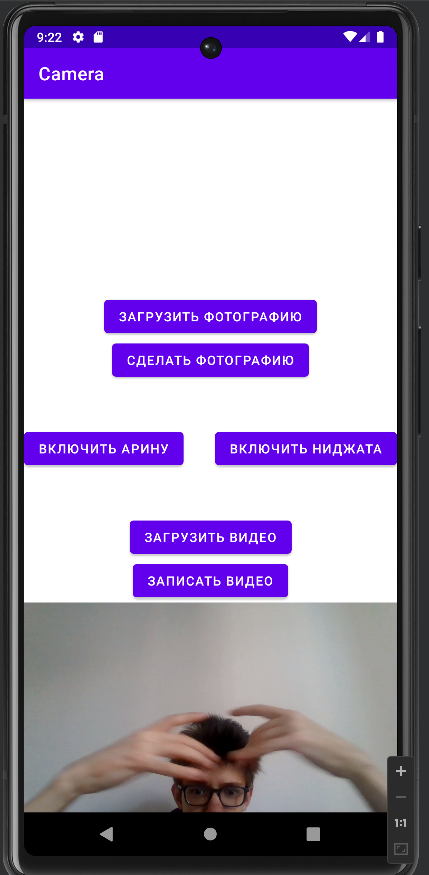 9:22
Camera
ЗАГРУЗИТЬ ФОТОГРАФИЮ
СДЕЛАТЬ ФОТОГРАФИЮ
ВКЛЮЧИТЬ АРИНУ ВКЛЮЧИТЬ НИДЖАТА
ЗАГРУЗИТЬ ВИДЕО
ЗАПИСАТЬ ВИДЕО
1:1